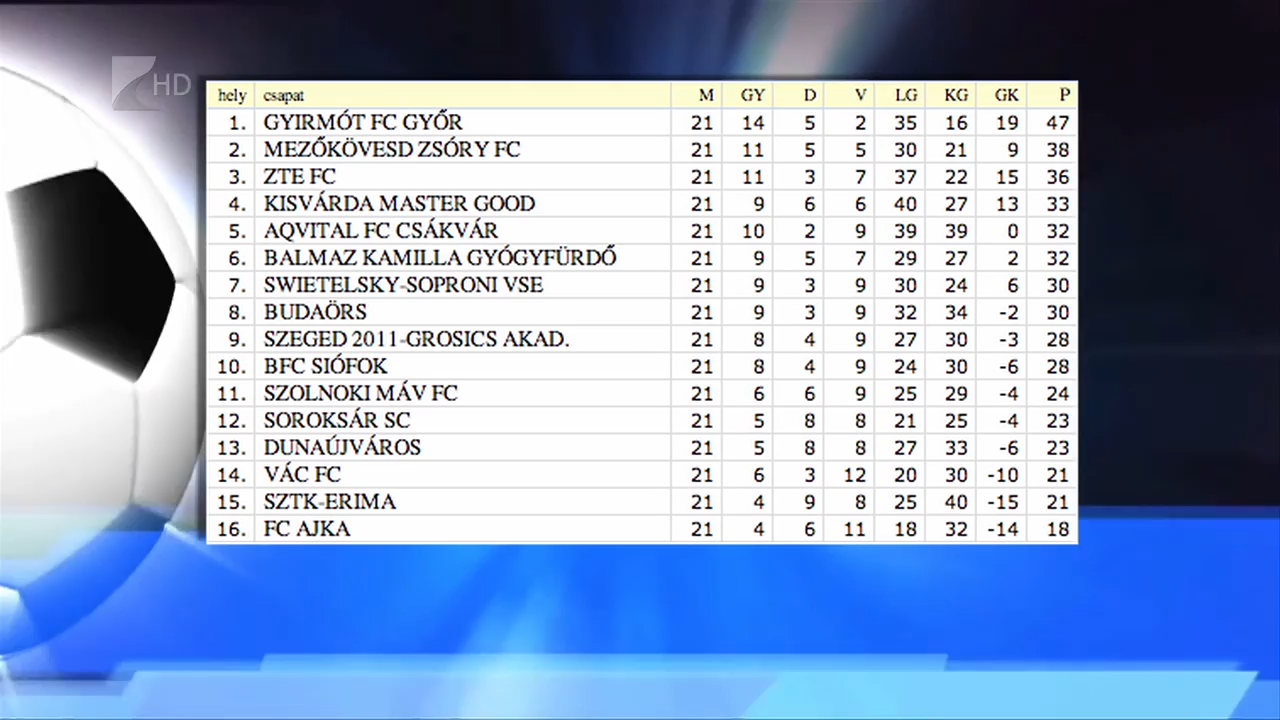 HD
hely csapat M GY D V LG KG GK P
1. GYIRMÓT FC GYŐR 21 14 5 2 35 16 19 47
2. MEZŐKÖVESD ZSÓRY FC 21 11 5 5 30 21 9 38
3. ZTE FC 21 11 3 7 37 22 15 36
4. KISVÁRDA MASTER GOOD 21 9 6 6 40 27 13 33
5. AQVITAL FC CSÁKVÁR 21 10 2 9 39 39 0 32
6. BALMAZ KAMILLA GYÓGYFÜRDŐ 21 9 5 7 29 27 2 32
7. SWIETELSKY-SOPRONI VSE 21 9 3 9 30 24 6 30
8. BUDAÖRS 21 9 3 9 32 34 -2 30
9. SZEGED 2011-GROSICS AKAD. 21 8 4 9 27 30 -3 28
10. BFC SIÓFOK 21 8 4 9 24 30 -6 28
11. SZOLNOKI MÁV FC 21 6 6 9 25 29 -4 24
12. SOROKSÁR SC 21 5 8 8 21 25 -4 23
13. DUNAÚJVÁROS 21 5 8 8 27 33 -6 23
14. VÁC FC 21 6 3 12 20 30 -10 21
15. SZTK-ERIMA 21 4 9 8 25 40 -15 21
16. FC AJKA 21 4 6 11 18 32 -14 18